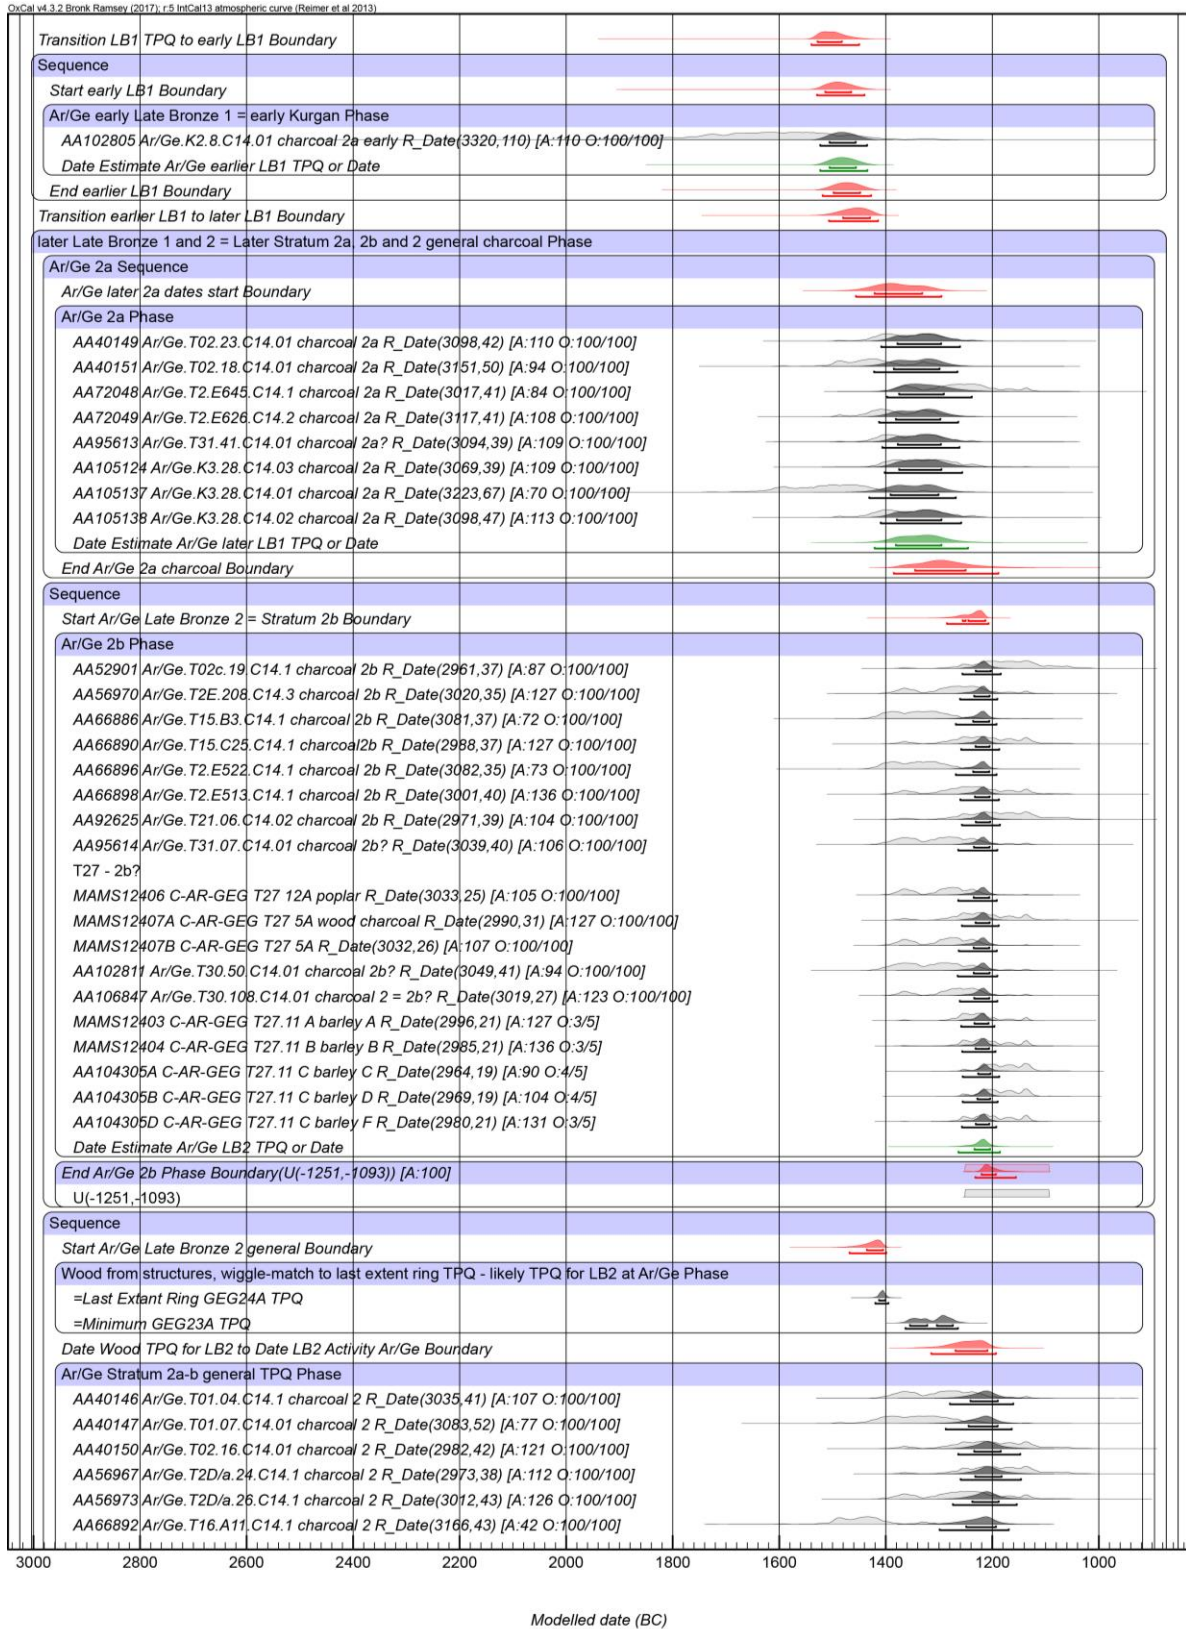 OxCal v4.3.2 Bronk Ramsey (2017); r:5 IntCal13 atmospheric curve (Reimer et al 2013)
Transition LB1 TPQ to early LB1 Boundary
Sequence
Start early LB1 Boundary
Ar/Ge early Late Bronze 1 = early Kurgan Phase
AA102805 Ar/Ge.K2.8.C14.01 charcoal 2a early R_Date(3320,110) [A:110 O:100/100]
Date Estimate Ar/Ge earlier LB1 TPQ or Date
End earlier LB1 Boundary
Transition earlier LB1 to later LB1 Boundary
later Late Bronze 1 and 2 = Later Stratum 2a, 2b and 2 general charcoal Phase
Ar/Ge 2a Sequence
Ar/Ge later 2a dates start Boundary
Ar/Ge 2a Phase
AA40149 Ar/Ge.T02.23.C14.01 charcoal 2a R_Date(3098,42) [A:110 O:100/100]
AA40151 Ar/Ge.T02.18.C14.01 charcoal 2a R_Date(3151,50) [A:94 O:100/100]
AA72048 Ar/Ge.T2.E645.C14.1 charcoal 2a R_Date(3017,41) [A:84 O:100/100]
AA72049 Ar/Ge.T2.E626.C14.2 charcoal 2a R_Date(3117,41) [A:108 O:100/100]
AA95613 Ar/Ge.T31.41.C14.01 charcoal 2a? R_Date(3094,39) [A:109 O:100/100]
AA105124 Ar/Ge.K3.28.C14.03 charcoal 2a R_Date(3069,39) [A:109 O:100/100]
AA105137 Ar/Ge.K3.28.C14.01 charcoal 2a R_Date(3223,67) [A:70 O:100/100]
AA105138 Ar/Ge.K3.28.C14.02 charcoal 2a R_Date(3098,47) [A:113 O:100/100]
Date Estimate Ar/Ge later LB1 TPQ or Date
End Ar/Ge 2a charcoal Boundary
Sequence
Start Ar/Ge Late Bronze 2 = Stratum 2b Boundary
Ar/Ge 2b Phase
AA52901 Ar/Ge.T02c.19.C14.1 charcoal 2b R_Date(2961,37) [A:87 O:100/100]
AA56970 Ar/Ge.T2E.208.C14.3 charcoal 2b R_Date(3020,35) [A:127 O:100/100]
AA66886 Ar/Ge.T15.B3.C14.1 charcoal 2b R_Date(3081,37) [A:72 O:100/100]
AA66890 Ar/Ge.T15.C25.C14.1 charcoal2b R_Date(2988,37) [A:127 O:100/100]
AA66896 Ar/Ge.T2.E522.C14.1 charcoal 2b R_Date(3082,35) [A:73 O:100/100]
AA66898 Ar/Ge.T2.E513.C14.1 charcoal 2b R_Date(3001,40) [A:136 O:100/100]
AA92625 Ar/Ge.T21.06.C14.02 charcoal 2b R_Date(2971,39) [A:104 O:100/100]
AA95614 Ar/Ge.T31.07.C14.01 charcoal 2b? R_Date(3039,40) [A:106 O:100/100]
T27 - 2b?
MAMS12406 C-AR-GEG T27 12A poplar R_Date(3033,25) [A:105 O:100/100]
MAMS12407A C-AR-GEG T27 5A wood charcoal R_Date(2990,31) [A:127 O:100/100]
MAMS12407B C-AR-GEG T27 5A R_Date(3032,26) [A:107 O:100/100]
AA102811 Ar/Ge.T30.50.C14.01 charcoal 2b? R_Date(3049,41) [A:94 O:100/100]
AA106847 Ar/Ge.T30.108.C14.01 charcoal 2 = 2b? R_Date(3019,27) [A:123 O:100/100]
MAMS12403 C-AR-GEG T27.11 A barley A R_Date(2996,21) [A:127 O:3/5]
MAMS12404 C-AR-GEG T27.11 B barley B R_Date(2985,21) [A:136 O:3/5]
AA104305A C-AR-GEG T27.11 C barley C R_Date(2964,19) [A:90 O:4/5]
AA104305B C-AR-GEG T27.11 C barley D R_Date(2969,19) [A:104 O:4/5]
AA104305D C-AR-GEG T27.11 C barley F R_Date(2980,21) [A:131 O:3/5]
Date Estimate Ar/Ge LB2 TPQ or Date
End Ar/Ge 2b Phase Boundary(U(-1251,-1093)) [A:100]
U(-1251,-1093)
Sequence
Start Ar/Ge Late Bronze 2 general Boundary
Wood from structures, wiggle-match to last extent ring TPQ - likely TPQ for LB2 at Ar/Ge Phase
=Last Extant Ring GEG24A TPQ
=Minimum GEG23A TPQ
Date Wood TPQ for LB2 to Date LB2 Activity Ar/Ge Boundary
Ar/Ge Stratum 2a-b general TPQ Phase
AA40146 Ar/Ge.T01.04.C14.1 charcoal 2 R_Date(3035,41) [A:107 O:100/100]
AA40147 Ar/Ge.T01.07.C14.01 charcoal 2 R_Date(3083,52) [A:77 O:100/100]
AA40150 Ar/Ge.T02.16.C14.01 charcoal 2 R_Date(2982,42) [A:121 O:100/100]
AA56967 Ar/Ge.T2D/a.24.C14.1 charcoal 2 R_Date(2973,38) [A:112 O:100/100]
AA56973 Ar/Ge.T2D/a.26.C14.1 charcoal 2 R_Date(3012,43) [A:126 O:100/100]
AA66892 Ar/Ge.T16.A11.C14.1 charcoal 2 R_Date(3166,43) [A:42 O:100/100]
3000 2800 2600 2400 2200 2000 1800 1600 1400 1200 1000
Modelled date (BC)